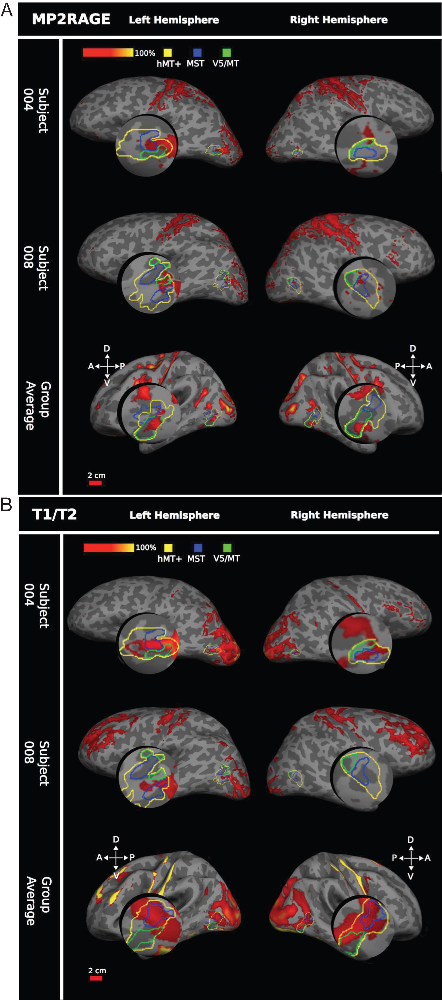 A
MP2RAGE Left Hemisphere Right Hemisphere
100% hMT+ MST V5/MT
Subject
004
Subject
008
D
A P
V
D
P A
V
Group
Average
2 cm
B
T1/T2 Left Hemisphere Right Hemisphere
100% hMT+ MST V5/MT
Subject
004
Subject
008
D
A P
V
D
P A
V
Group
Average
2 cm